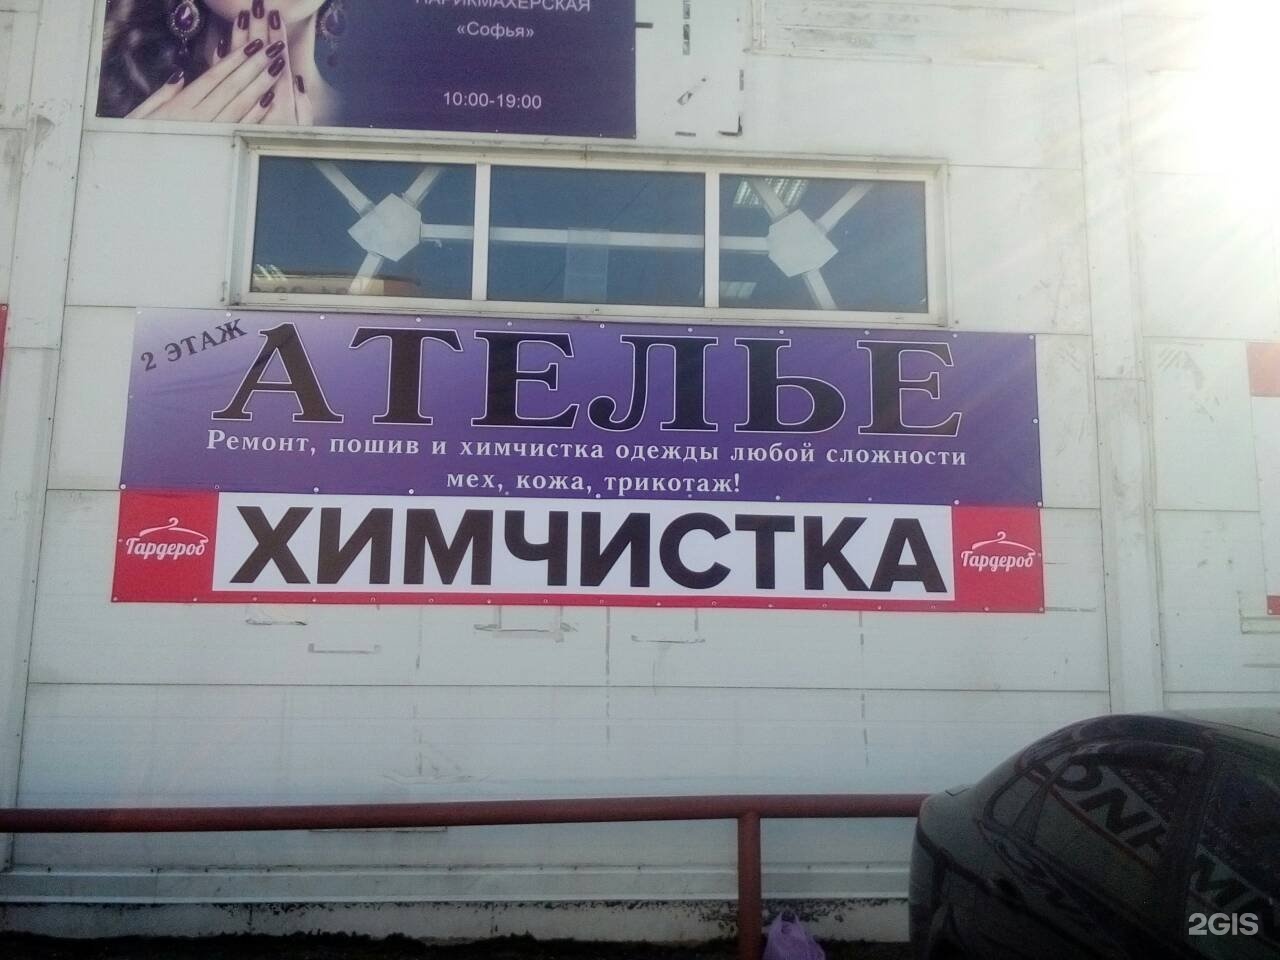 ПАРИКМАХЕРСКАЯ
«Софья»
10:00-19:00
2 ЭТАЖ
АТЕЛЬЕ
Ремонт, пошив и химчистка одежды любой сложности
мех, кожа, трикотаж!
Гардероб
ХИМЧИСТКА
Гардероб
2GIS